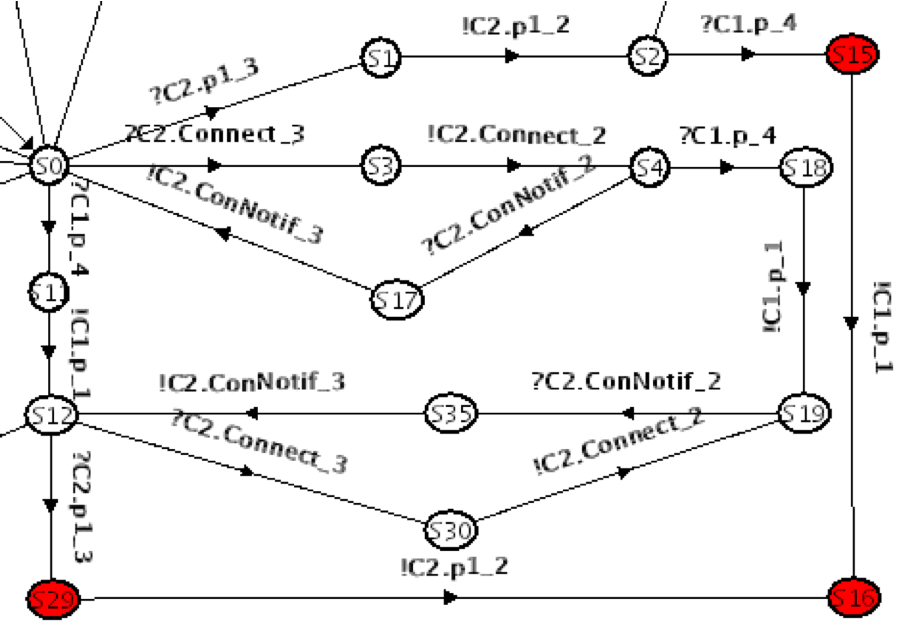 !C2.p1_2
?C1.p_4
S1
S2
S15
?C2.p1_3
?C2.Connect_3
!C2.Connect_2
?C1.p_4
S0
S3
S4
S18
!C2.ConNotif_3
?C2.ConNotif_2
?C1.p_4
S17
!C1.p_1
!C1.p_1
!C1.p_1
!C2.ConNotif_3
?C2.ConNotif_2
S12
S35
S19
?C2.Connect_3
!C2.Connect_2
?C2.p1_3
S30
!C2.p1_2
S29
S16